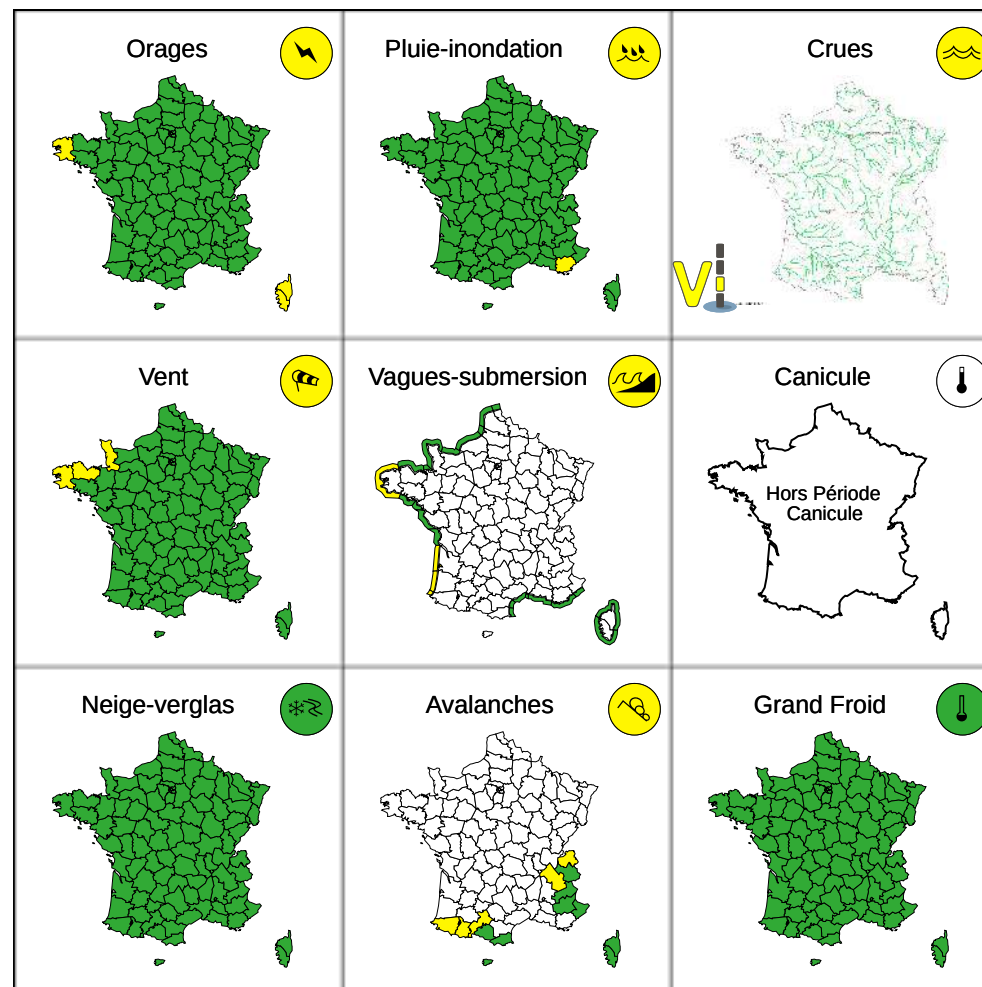 Orages
Pluie-inondation
Crues
Vent
Vagues-submersion
Canicule
Hors Période
Canicule
Neige-verglas
Avalanches
Grand Froid